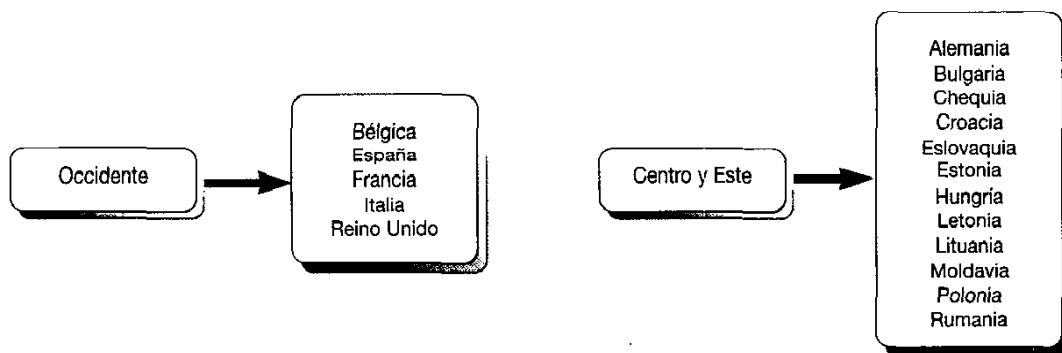 Occidente
Bélgica
España
Francia
Italia
Reino Unido
Centro y Este
Alemania
Bulgaria
Chequia
Croacia
Eslovaquia
Estonia
Hungría
Letonia
Lituania
Moldavia
Polonia
Rumania